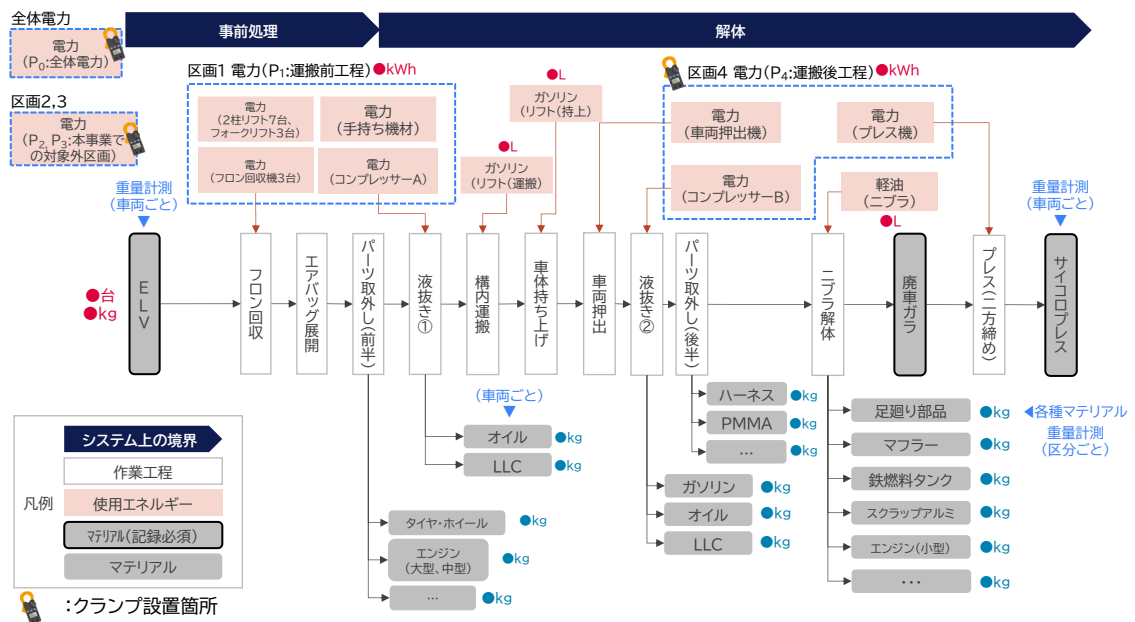 全体電力
電力
(P₀:全体電力)
区画2,3
電力
(P₂, P₃:本事業で
の対象外区画)
事前処理
解体
区画1 電力(P₁:運搬前工程)●kWh
電力
(2柱リフト7台、
フォークリフト3台)
電力
(手持ち機材)
電力
(フロン回収機3台)
電力
(コンプレッサーA)
●L
ガソリン
(リフト(運搬)
●L
ガソリン
(リフト(持上)
区画4 電力(P₄:運搬後工程)●kWh
電力
(車両押出機)
電力
(プレス機)
電力
(コンプレッサーB)
軽油
(ニブラ)
●L
重量計測
(車両ごと)
重量計測
(車両ごと)
●台
●kg
ELV
フロン回収
エアバッグ展開
パーツ取外し(前半)
液抜き①
構内運搬
車体持ち上げ
車両押出
液抜き②
パーツ取外し(後半)
ニブラ解体
廃車ガラ
プレス(二方締め)
サイコロプレス
(車両ごと)
オイル ●kg
LLC ●kg
タイヤ・ホイール ●kg
エンジン
(大型、中型) ●kg
… ●kg
ハーネス ●kg
PMMA ●kg
… ●kg
ガソリン ●kg
オイル ●kg
LLC ●kg
足廻り部品 ●kg
マフラー ●kg
鉄燃料タンク ●kg
スクラップアルミ ●kg
エンジン(小型) ●kg
… ●kg
◀各種マテリアル
重量計測
(区分ごと)
凡例
システム上の境界
作業工程
使用エネルギー
マテリアル(記録必須)
マテリアル
:クランプ設置箇所